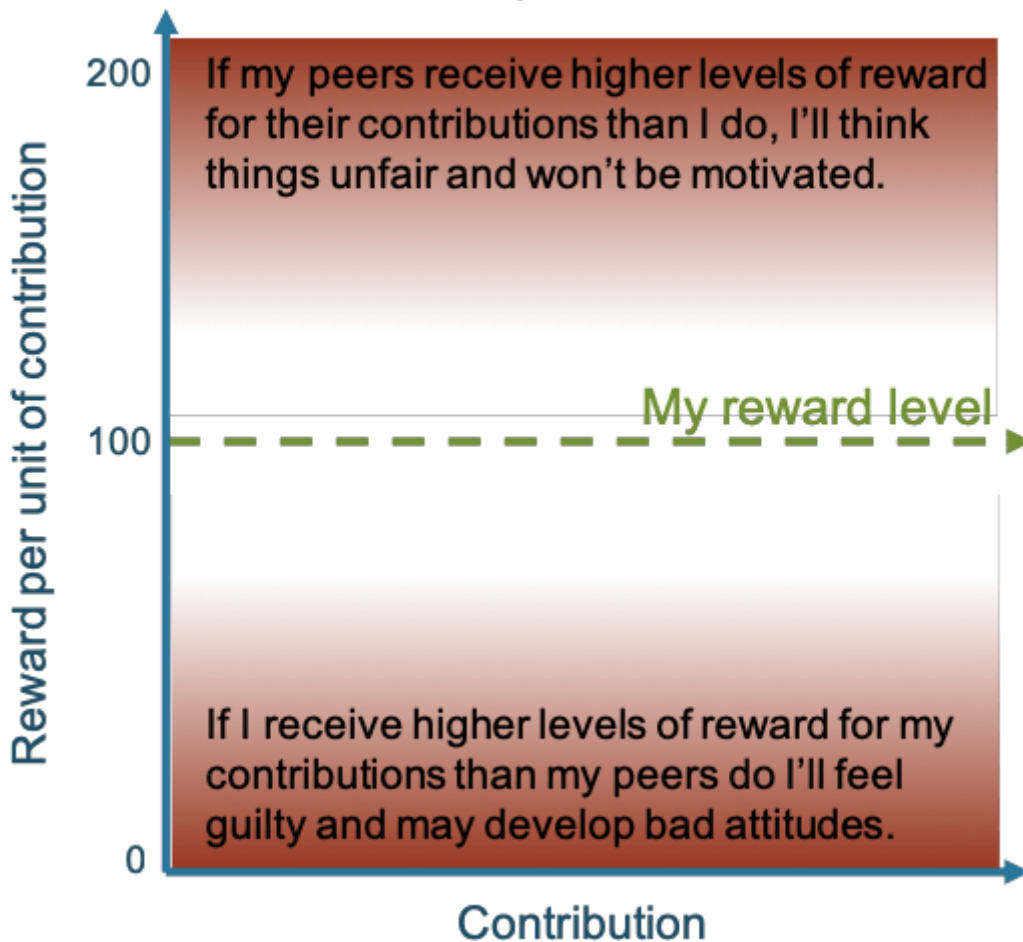 200
If my peers receive higher levels of reward
for their contributions than I do, I’ll think
things unfair and won’t be motivated.
Reward per unit of contribution
My reward level
100
If I receive higher levels of reward for my
contributions than my peers do I’ll feel
guilty and may develop bad attitudes.
0
Contribution